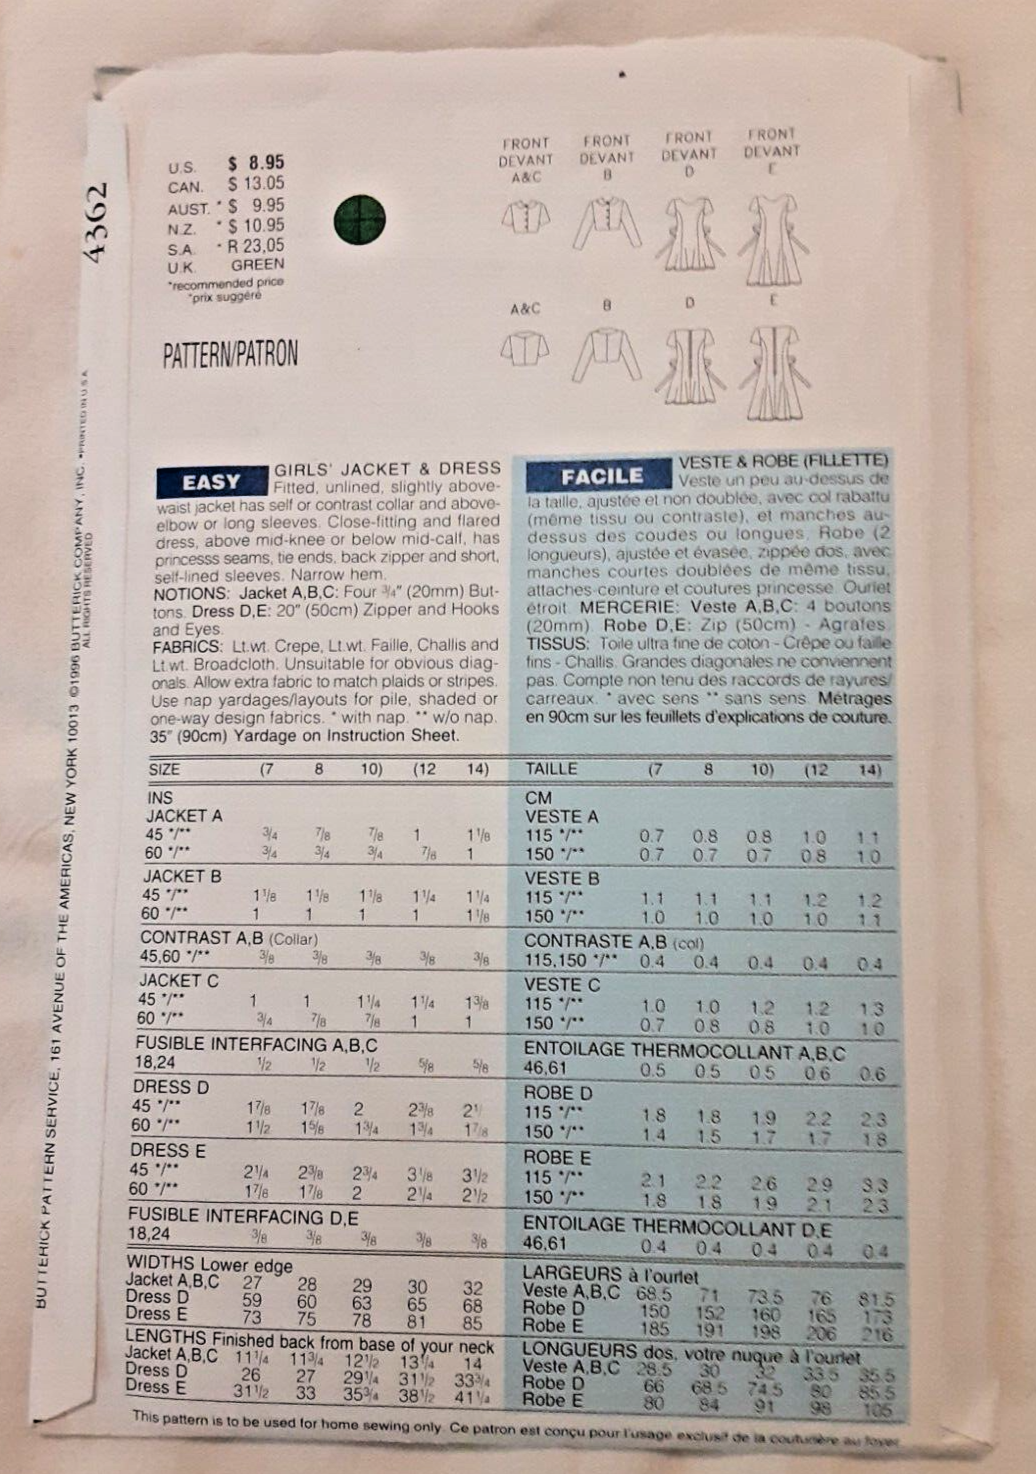 4362
BUTTERICK PATTERN SERVICE, 161 AVENUE OF THE AMERICAS, NEW YORK 10013 ©1996 BUTTERICK COMPANY, INC. *PRINTED IN U.S.A.
ALL RIGHTS RESERVED
U.S. $ 8.95
CAN. $ 13.05
AUST. * $ 9.95
N.Z. * $ 10.95
S.A. * R 23,05
U.K. GREEN
*recommended price
*prix suggéré
PATTERN/PATRON
FRONT FRONT FRONT FRONT
DEVANT DEVANT DEVANT DEVANT
A&C B D E
A&C B D E
EASY
GIRLS' JACKET & DRESS
Fitted, unlined, slightly above-
waist jacket has self or contrast collar and above-
elbow or long sleeves. Close-fitting and flared
dress, above mid-knee or below mid-calf, has
princesss seams, tie ends, back zipper and short,
self-lined sleeves. Narrow hem.
NOTIONS: Jacket A,B,C: Four ¾" (20mm) But-
tons. Dress D,E: 20" (50cm) Zipper and Hooks
and Eyes.
FABRICS: Lt.wt. Crepe, Lt.wt. Faille, Challis and
Lt.wt. Broadcloth. Unsuitable for obvious diag-
onals. Allow extra fabric to match plaids or stripes.
Use nap yardages/layouts for pile, shaded or
one-way design fabrics. * with nap. ** w/o nap.
35" (90cm) Yardage on Instruction Sheet.
SIZE (7 8 10) (12 14)
INS
JACKET A
45 */** 3/4 7/8 7/8 1 1 1/8
60 */** 3/4 3/4 3/4 7/8 1
JACKET B
45 */** 1 1/8 1 1/8 1 1/8 1 1/4 1 1/4
60 */** 1 1 1 1 1 1/8
CONTRAST A,B (Collar)
45,60 */** 3/8 3/8 3/8 3/8 3/8
JACKET C
45 */** 1 1 1 1/4 1 1/4 1 3/8
60 */** 3/4 7/8 7/8 1 1
FUSIBLE INTERFACING A,B,C
18,24 1/2 1/2 1/2 5/8 5/8
DRESS D
45 */** 1 7/8 1 7/8 2 2 3/8
60 */** 1 1/2 1 5/8 1 3/4 1 3/4 1 7/8
DRESS E
45 */** 2 1/4 2 3/8 2 3/4 3 1/8 3 1/2
60 */** 1 7/8 1 7/8 2 2 1/4 2 1/2
FUSIBLE INTERFACING D,E
18,24 3/8 3/8 3/8 3/8 3/8
WIDTHS Lower edge
Jacket A,B,C 27 28 29 30 32
Dress D 59 60 63 65 68
Dress E 73 75 78 81 85
LENGTHS Finished back from base of your neck
Jacket A,B,C 11 1/4 11 3/4 12 1/2 13 1/4 14
Dress D 26 27 29 1/4 31 1/2 33 3/4
Dress E 31 1/2 33 35 3/4 38 1/2 41 1/4
FACILE
VESTE & ROBE (FILLETTE)
Veste un peu au-dessus de
la taille, ajustée et non doublée, avec col rabattu
(même tissu ou contraste), et manches au-
dessus des coudes ou longues. Robe (2
longueurs), ajustée et évasée, zippée dos, avec
manches courtes doublées de même tissu,
attaches-ceinture et coutures princesse. Ourlet
étroit. MERCERIE: Veste A,B,C: 4 boutons
(20mm). Robe D,E: Zip (50cm) - Agrafes.
TISSUS: Toile ultra fine de coton - Crêpe ou faille
fins - Challis. Grandes diagonales ne conviennent
pas. Compte non tenu des raccords de rayures/
carreaux. * avec sens ** sans sens. Métrages
en 90cm sur les feuillets d'explications de couture.
TAILLE (7 8 10) (12 14)
CM
VESTE A
115 */** 0.7 0.8 0.8 1.0 1.1
150 */** 0.7 0.7 0.7 0.8 1.0
VESTE B
115 */** 1.1 1.1 1.1 1.2 1.2
150 */** 1.0 1.0 1.0 1.0 1.1
CONTRASTE A,B (col)
115,150 */** 0.4 0.4 0.4 0.4 0.4
VESTE C
115 */** 1.0 1.0 1.2 1.2 1.3
150 */** 0.7 0.8 0.8 1.0 1.0
ENTOILAGE THERMOCOLLANT A,B,C
46,61 0.5 0.5 0.5 0.6 0.6
ROBE D
115 */** 1.8 1.8 1.9 2.2 2.3
150 */** 1.4 1.5 1.7 1.7 1.8
ROBE E
115 */** 2.1 2.2 2.6 2.9 3.3
150 */** 1.8 1.8 1.9 2.1 2.3
ENTOILAGE THERMOCOLLANT D,E
46,61 0.4 0.4 0.4 0.4 0.4
LARGEURS à l'ourlet
Veste A,B,C 68.5 71 73.5 76 81.5
Robe D 150 152 160 165 173
Robe E 185 191 198 206 216
LONGUEURS dos, votre nuque à l'ourlet
Veste A,B,C 28.5 30 32 33.5 35.5
Robe D 66 68.5 74.5 80 85.5
Robe E 80 84 91 98 105
This pattern is to be used for home sewing only. Ce patron est conçu pour l'usage exclusif de la couturière au foyer